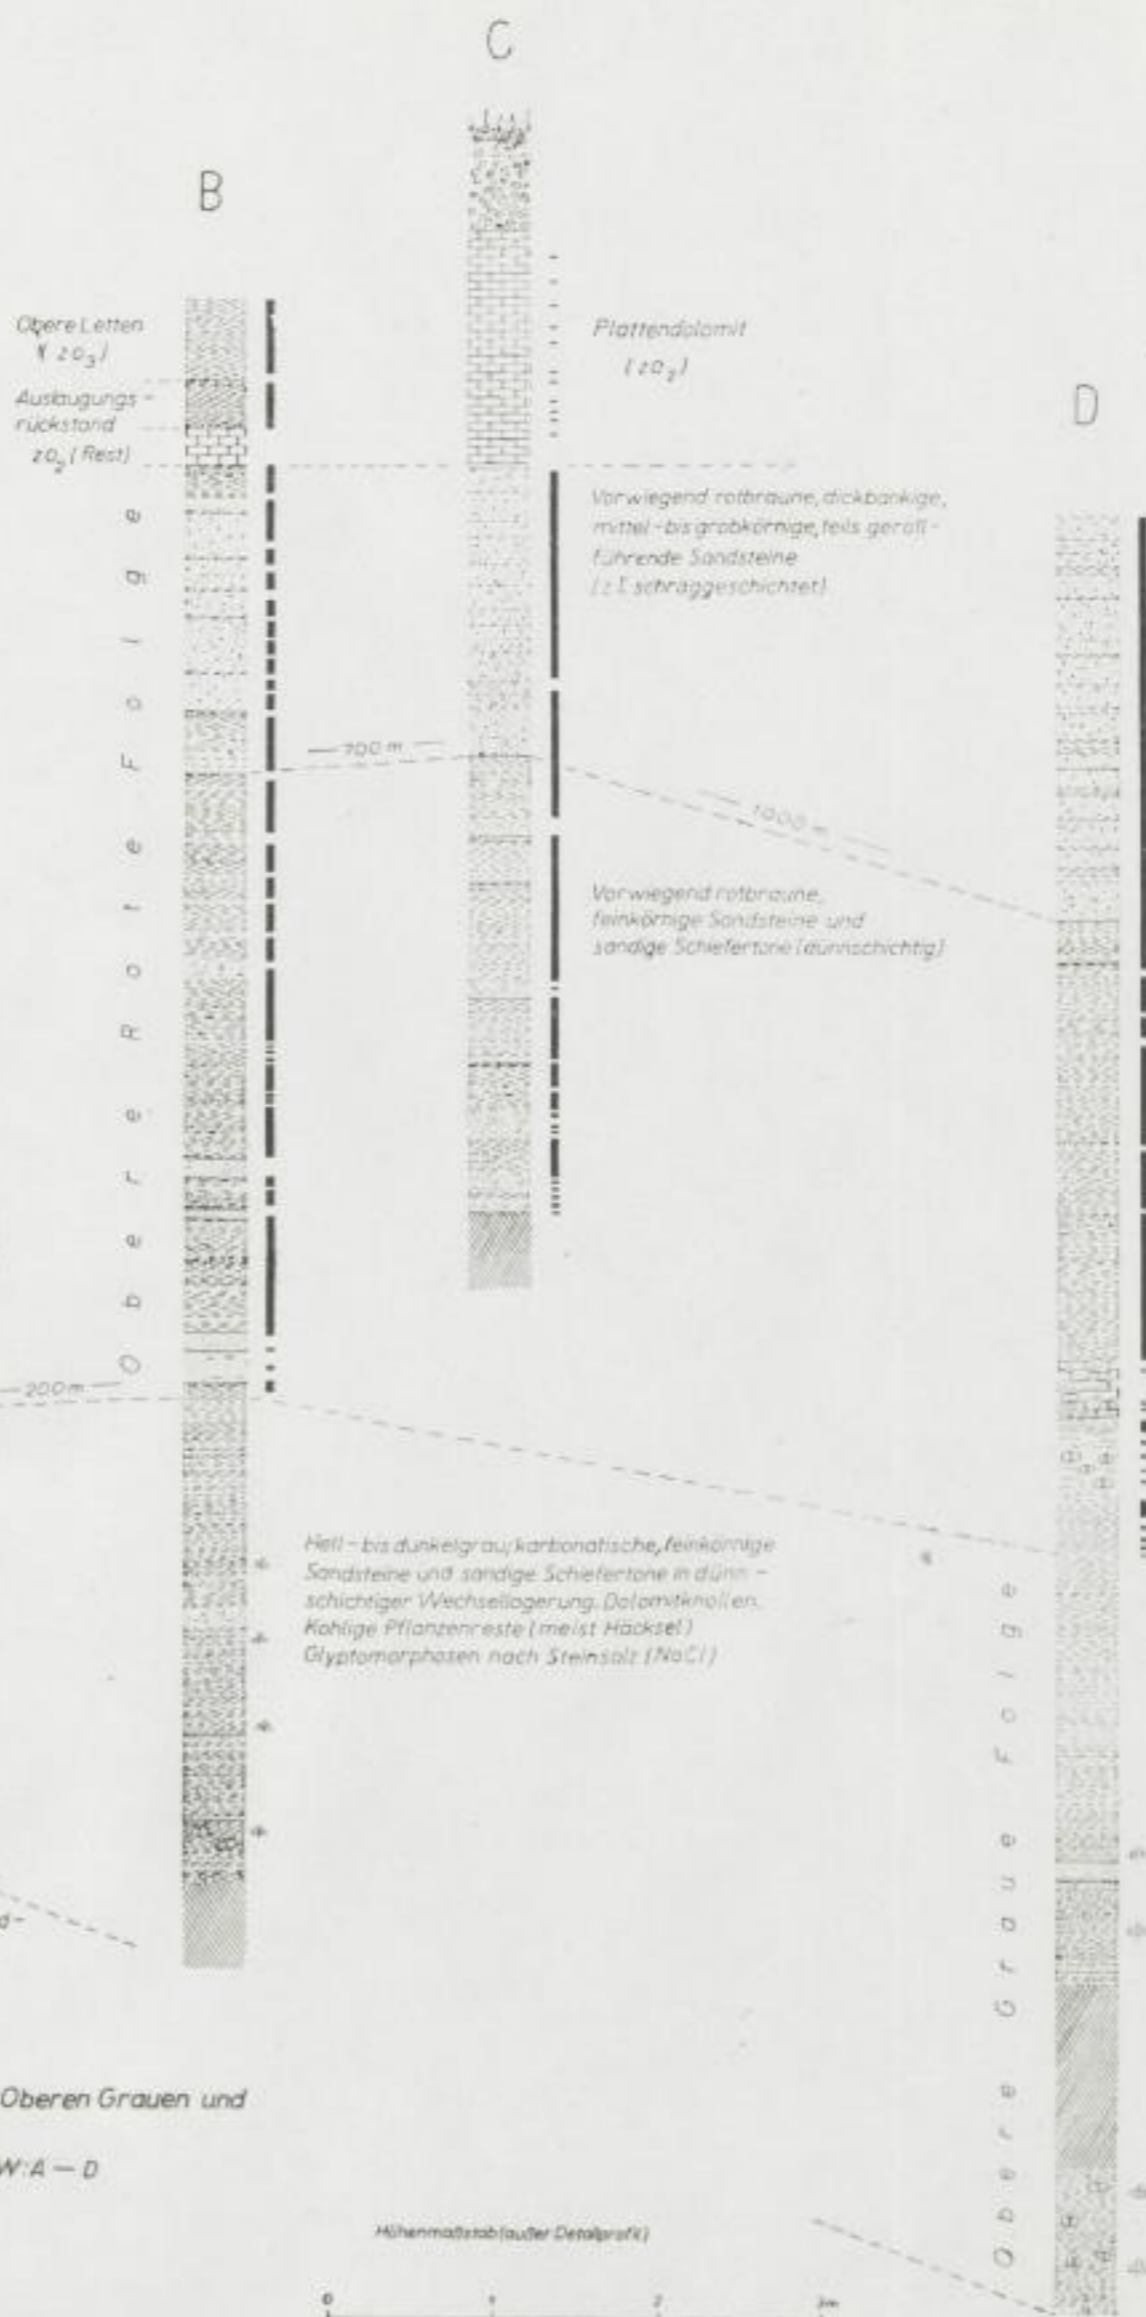 C
B
Obere Letten
( zo3)
Auslaugungs-
rückstand
zo2 ( Rest)
Plattendolomit
( zo2)
D
Vorwiegend rotbraune, dickbankige,
mittel- bis grobkörnige, teils geröll-
führende Sandsteine
(z.T. schräggeschichtet)
Obere Rote Folge
700 m
1000 m
Vorwiegend rotbraune,
feinkörnige Sandsteine und
sandige Schiefertone (dünnschichtig)
200 m
Hell- bis dunkelgrau, karbonatische, feinkörnige
Sandsteine und sandige Schiefertone in dünn-
schichtiger Wechsellagerung. Dolomitknollen.
Kohlige Pflanzenreste (meist Häcksel)
Glyptomorphosen nach Steinsalz (NaCl)
Obere Graue Folge
d-
Oberen Grauen und
W: A — D
Höhenmaßstab (außer Detailprofil)
0 1 2 3m